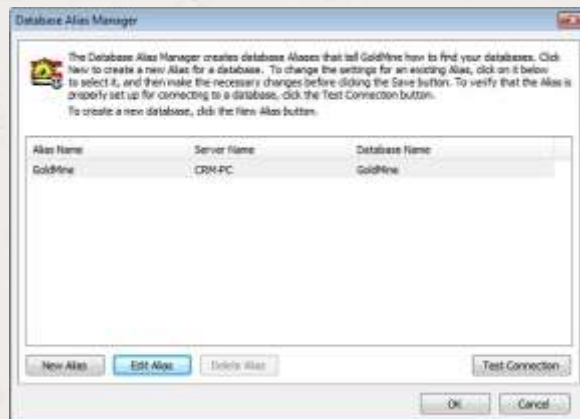 Database Alias Manager
The Database Alias Manager creates database Aliases that tell GoldMine how to find your databases. Click
New to create a new Alias for a database. To change the settings for an existing Alias, click on it below
to select it, and then make the necessary changes before clicking the Save button. To verify that the Alias is
properly set up for connecting to a database, click the Test Connection button.
To create a new database, click the New Alias button.
Alias Name Server Name Database Name
GoldMine CRM-PC GoldMine
New Alias Edit Alias Delete Alias Test Connection
OK Cancel